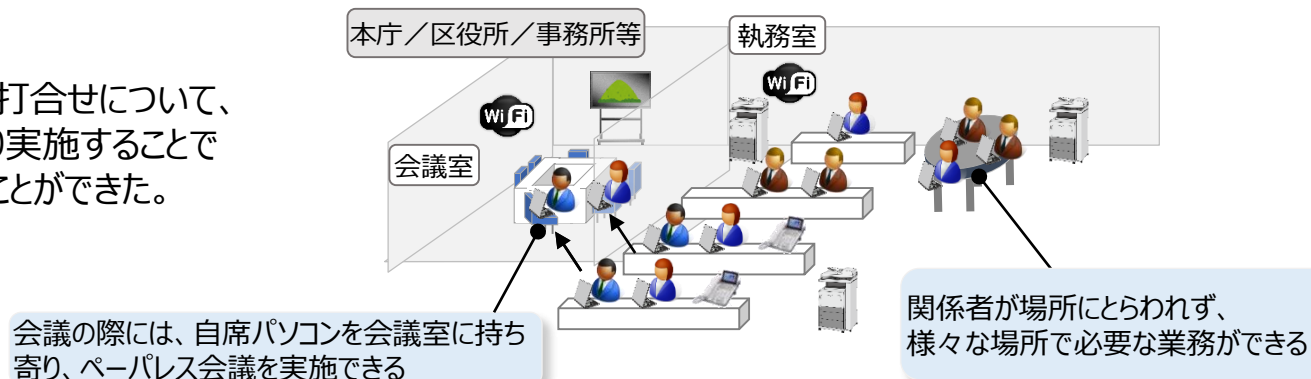 本庁／区役所／事務所等
執務室
Wi Fi
Wi Fi
打合せについて、
実施することで
ことができた。
会議室
会議の際には、自席パソコンを会議室に持ち
寄り、ペーパレス会議を実施できる
関係者が場所にとらわれず、
様々な場所で必要な業務ができる